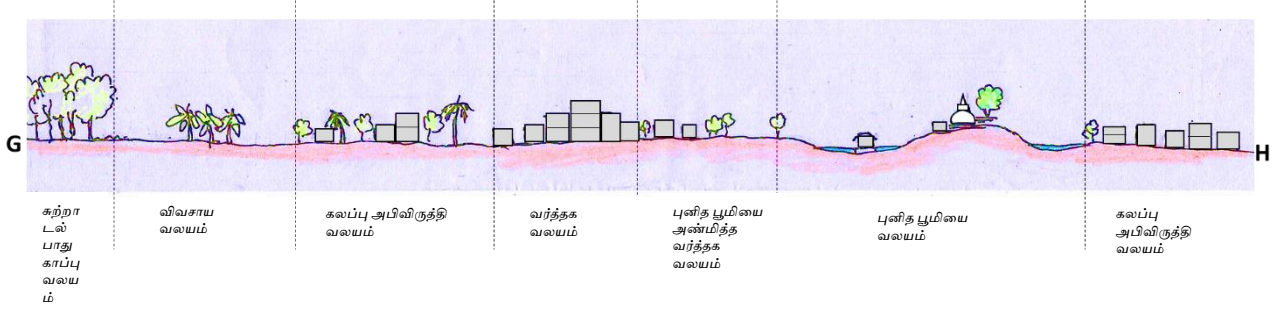 G
H
சுற்றா
டல்
பாது
காப்பு
வலய
ம்
விவசாய
வலயம்
கலப்பு அபிவிருத்தி
வலயம்
வர்த்தக
வலயம்
புனித பூமியை
அண்மித்த
வர்த்தக
வலயம்
புனித பூமியை
வலயம்
கலப்பு
அபிவிருத்தி
வலயம்